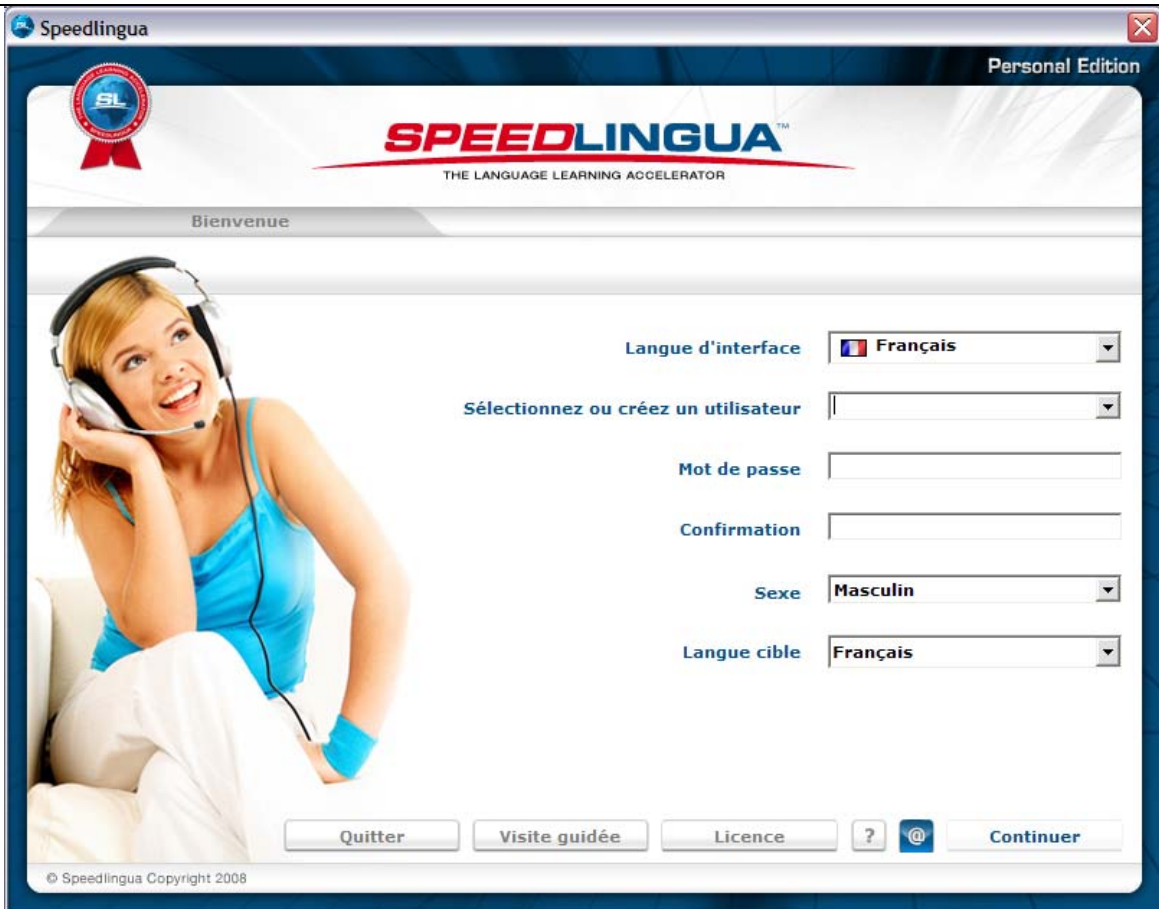 Speedlingua
Personal Edition
SL
SPEEDLINGUA™
THE LANGUAGE LEARNING ACCELERATOR
Bienvenue
Langue d'interface Français
Sélectionnez ou créez un utilisateur
Mot de passe
Confirmation
Sexe Masculin
Langue cible Français
Quitter Visite guidée Licence ? @ Continuer
© Speedlingua Copyright 2008